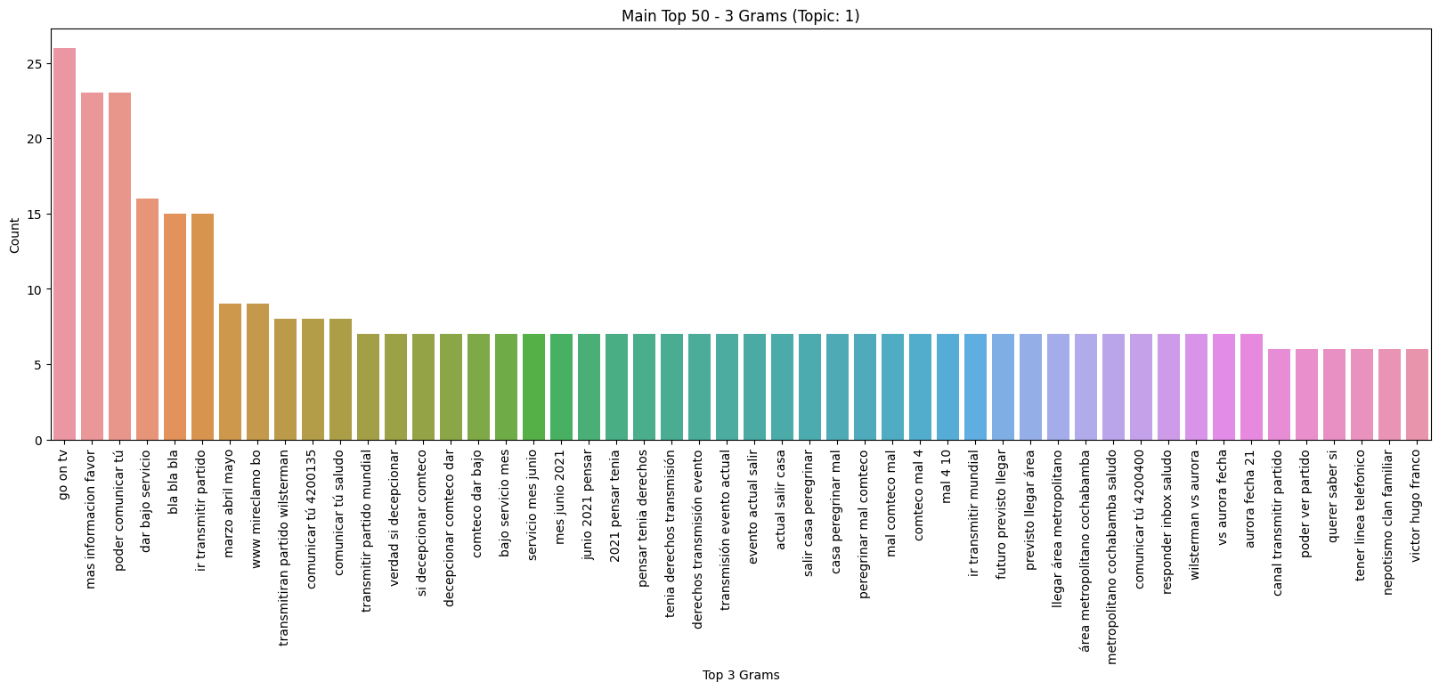 Main Top 50 - 3 Grams (Topic: 1)
Count
25
20
15
10
5
0
go on tv
mas informacion favor
poder comunicar tú
dar bajo servicio
bla bla bla
ir transmitir partido
marzo abril mayo
www mireclamo bo
transmitiran partido wilsterman
comunicar tú 4200135
comunicar tú saludo
transmitir partido mundial
verdad si decepcionar
si decepcionar comteco
decepcionar comteco dar
comteco dar bajo
bajo servicio mes
servicio mes junio
mes junio 2021
junio 2021 pensar
2021 pensar tenia
pensar tenia derechos
tenia derechos transmisión
derechos transmisión evento
transmisión evento actual
evento actual salir
actual salir casa
salir casa peregrinar
casa peregrinar mal
peregrinar mal comteco
mal comteco mal
comteco mal 4
mal 4 10
ir transmitir mundial
futuro previsto llegar
previsto llegar área
llegar área metropolitano
área metropolitano cochabamba
metropolitano cochabamba saludo
comunicar tú 4200400
responder inbox saludo
wilsterman vs aurora
vs aurora fecha
aurora fecha 21
canal transmitir partido
poder ver partido
querer saber si
tener linea telefonico
nepotismo clan familiar
victor hugo franco
Top 3 Grams